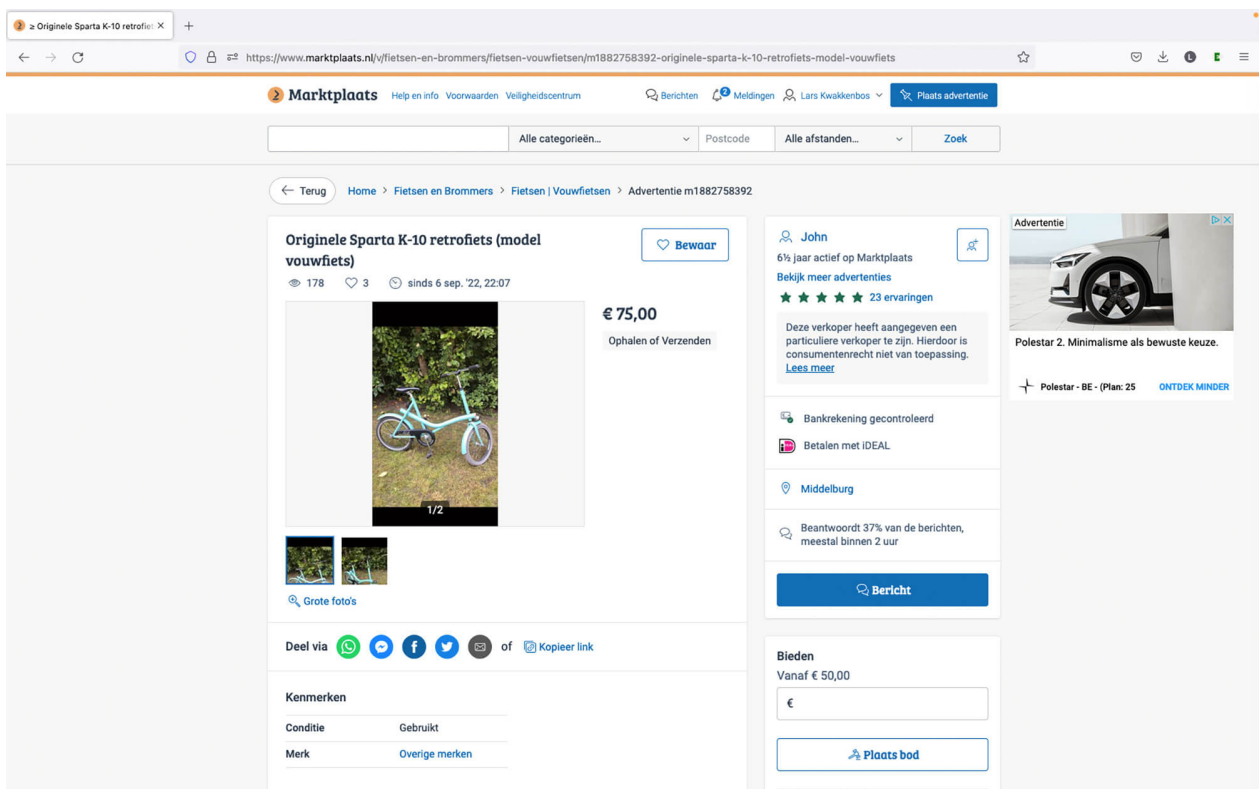 ≥ Originele Sparta K-10 retrofiet
https://www.marktplaats.nl/v/fietsen-en-brommers/fietsen-vouwfietsen/m1882758392-originele-sparta-k-10-retrofiets-model-vouwfiets
Marktplaats Help en info Voorwaarden Veiligheidscentrum Berichten 2 Meldingen Lars Kwakkenbos Plaats advertentie
Alle categorieën... Postcode Alle afstanden... Zoek
Terug Home > Fietsen en Brommers > Fietsen | Vouwfietsen > Advertentie m1882758392
Originele Sparta K-10 retrofiets (model
vouwfiets)
Bewaar
178 3 sinds 6 sep. '22, 22:07
€ 75,00
Ophalen of Verzenden
1/2
Grote foto's
Deel via of Kopieer link
Kenmerken
Conditie Gebruikt
Merk Overige merken
John
6½ jaar actief op Marktplaats
Bekijk meer advertenties
23 ervaringen
Deze verkoper heeft aangegeven een
particuliere verkoper te zijn. Hierdoor is
consumentenrecht niet van toepassing.
Lees meer
Bankrekening gecontroleerd
Betalen met iDEAL
Middelburg
Beantwoordt 37% van de berichten,
meestal binnen 2 uur
Bericht
Bieden
Vanaf € 50,00
€
Plaats bod
Advertentie
Polestar 2. Minimalisme als bewuste keuze.
Polestar - BE - (Plan: 25 ONTDEK MINDER